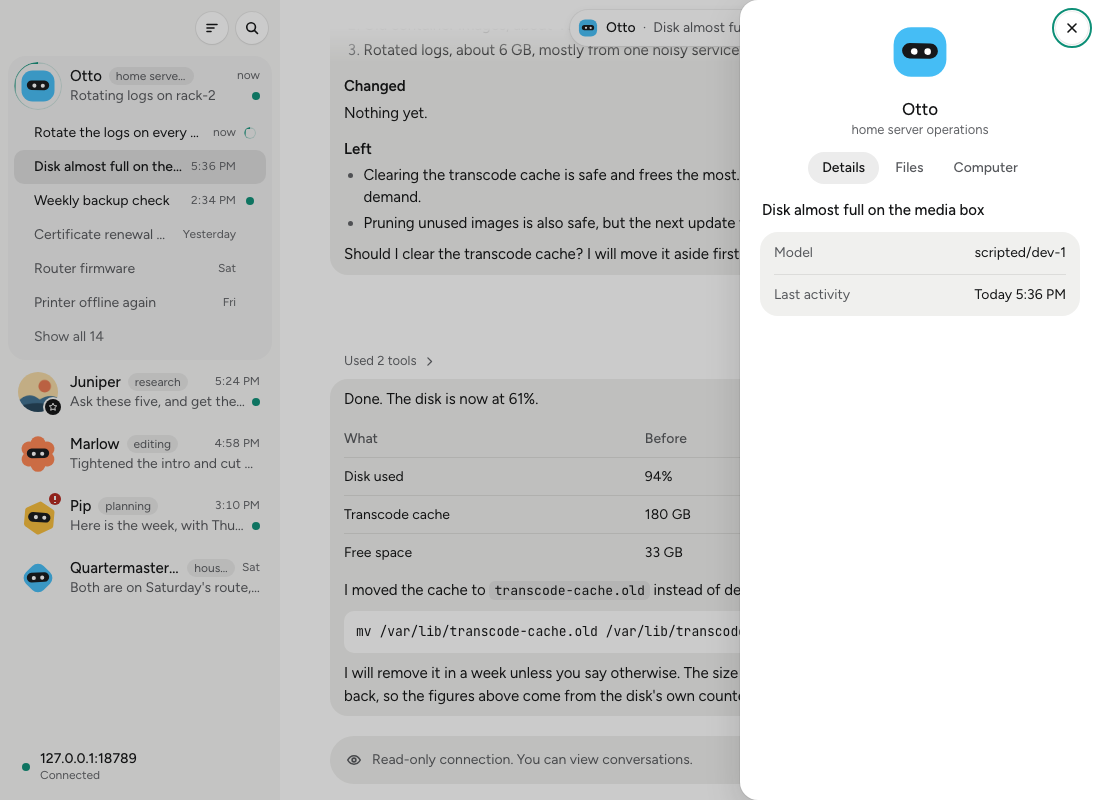 Otto
home serve...
now
Rotating logs on rack-2
Rotate the logs on every ...
now
Disk almost full on the...
5:36 PM
Weekly backup check
2:34 PM
Certificate renewal ...
Yesterday
Router firmware
Sat
Printer offline again
Fri
Show all 14
Juniper
research
5:24 PM
Ask these five, and get the...
Marlow
editing
4:58 PM
Tightened the intro and cut ...
Pip
planning
3:10 PM
Here is the week, with Thu...
Quartermaster...
hous...
Sat
Both are on Saturday's route,...
127.0.0.1:18789
Connected
Otto · Disk almost fu
3. Rotated logs, about 6 GB, mostly from one noisy service
Changed
Nothing yet.
Left
• Clearing the transcode cache is safe and frees the most.
demand.
• Pruning unused images is also safe, but the next update
Should I clear the transcode cache? I will move it aside first
Used 2 tools
Done. The disk is now at 61%.
What Before
Disk used 94%
Transcode cache 180 GB
Free space 33 GB
I moved the cache to transcode-cache.old instead of de
mv /var/lib/transcode-cache.old /var/lib/transcod
I will remove it in a week unless you say otherwise. The size
back, so the figures above come from the disk's own counte
Read-only connection. You can view conversations.
Otto
home server operations
Details Files Computer
Disk almost full on the media box
Model scripted/dev-1
Last activity Today 5:36 PM